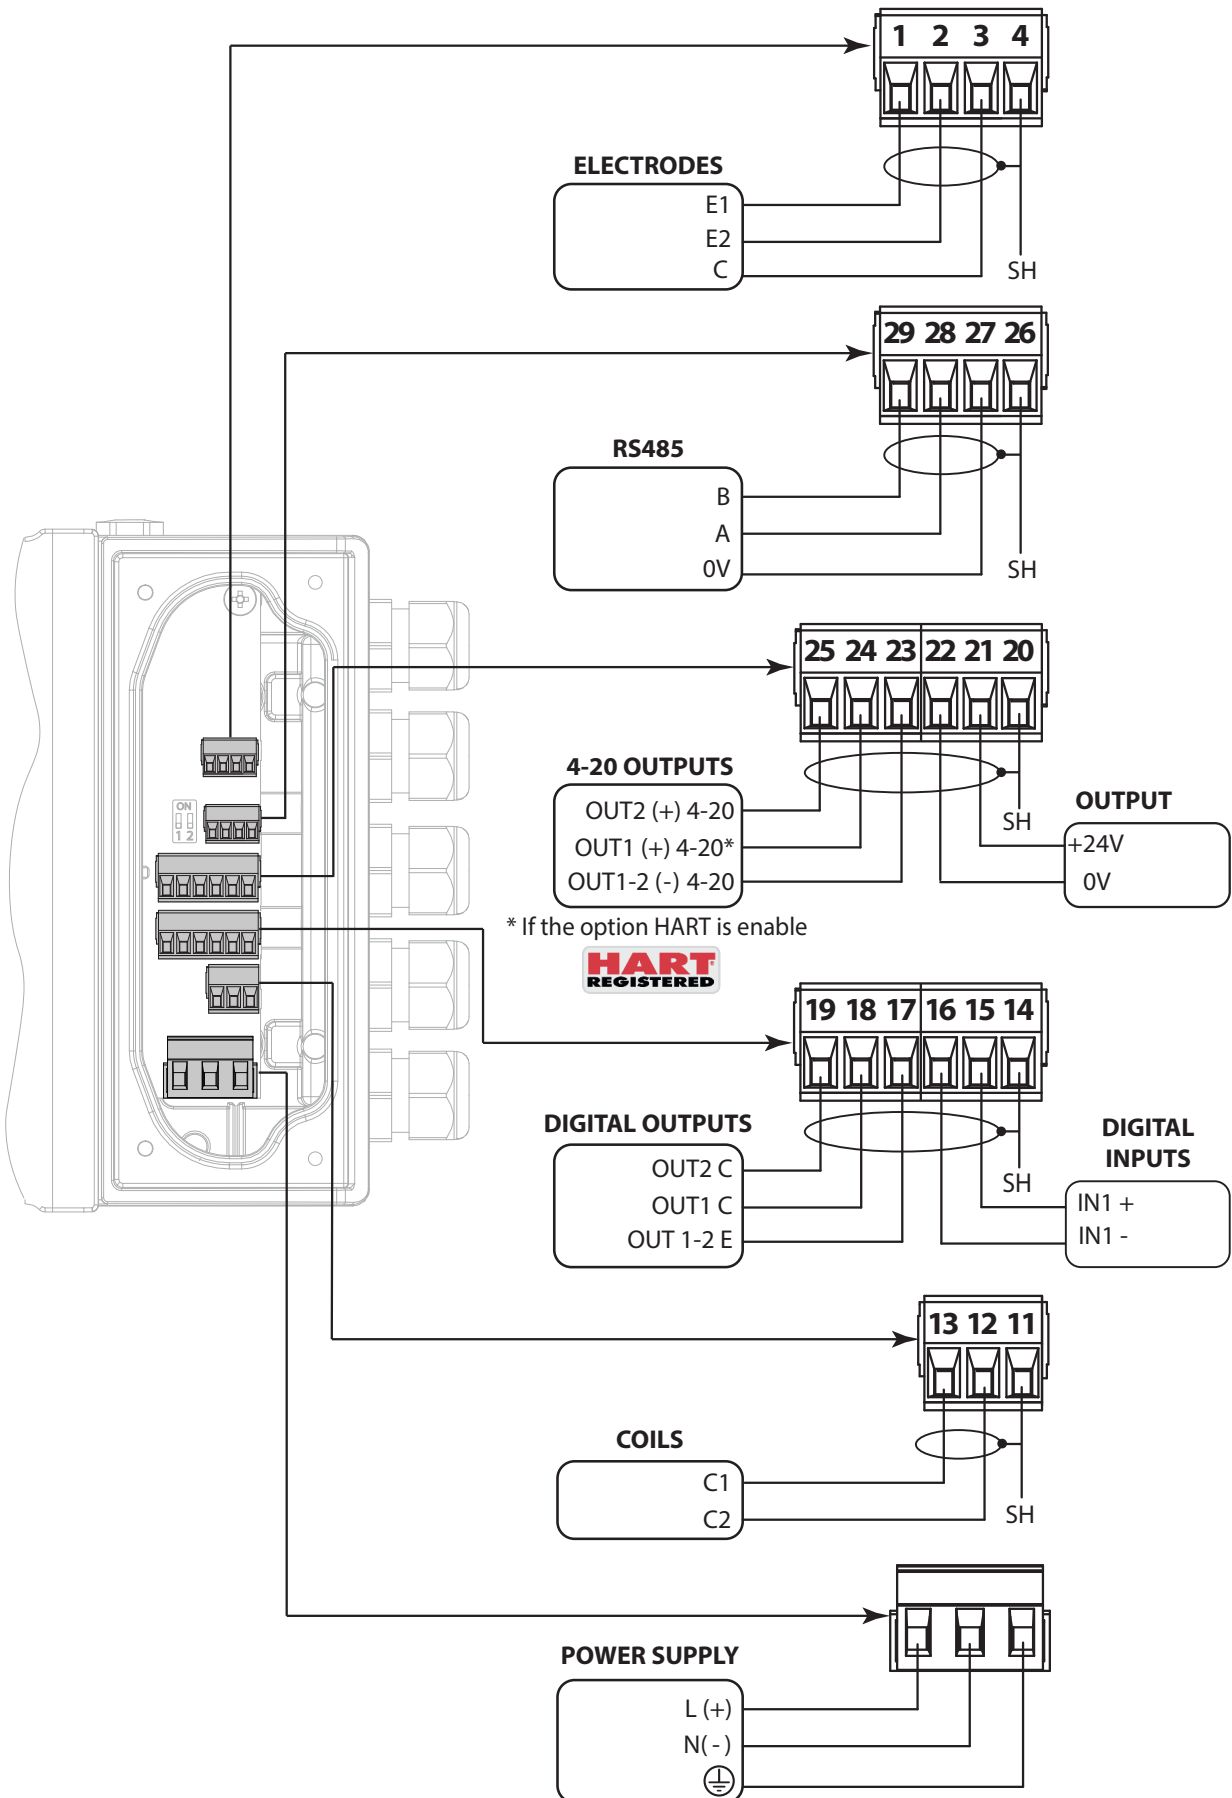 1 2 3 4
ELECTRODES
E1
E2
C
SH
29 28 27 26
RS485
B
A
0V
SH
25 24 23 22 21 20
4-20 OUTPUTS
OUT2 (+) 4-20
OUT1 (+) 4-20*
OUT1-2 (-) 4-20
SH
OUTPUT
+24V
0V
* If the option HART is enable
HART
REGISTERED
ON
1 2
19 18 17 16 15 14
DIGITAL OUTPUTS
OUT2 C
OUT1 C
OUT 1-2 E
SH
DIGITAL
INPUTS
IN1 +
IN1 -
13 12 11
COILS
C1
C2
SH
POWER SUPPLY
L (+)
N( - )